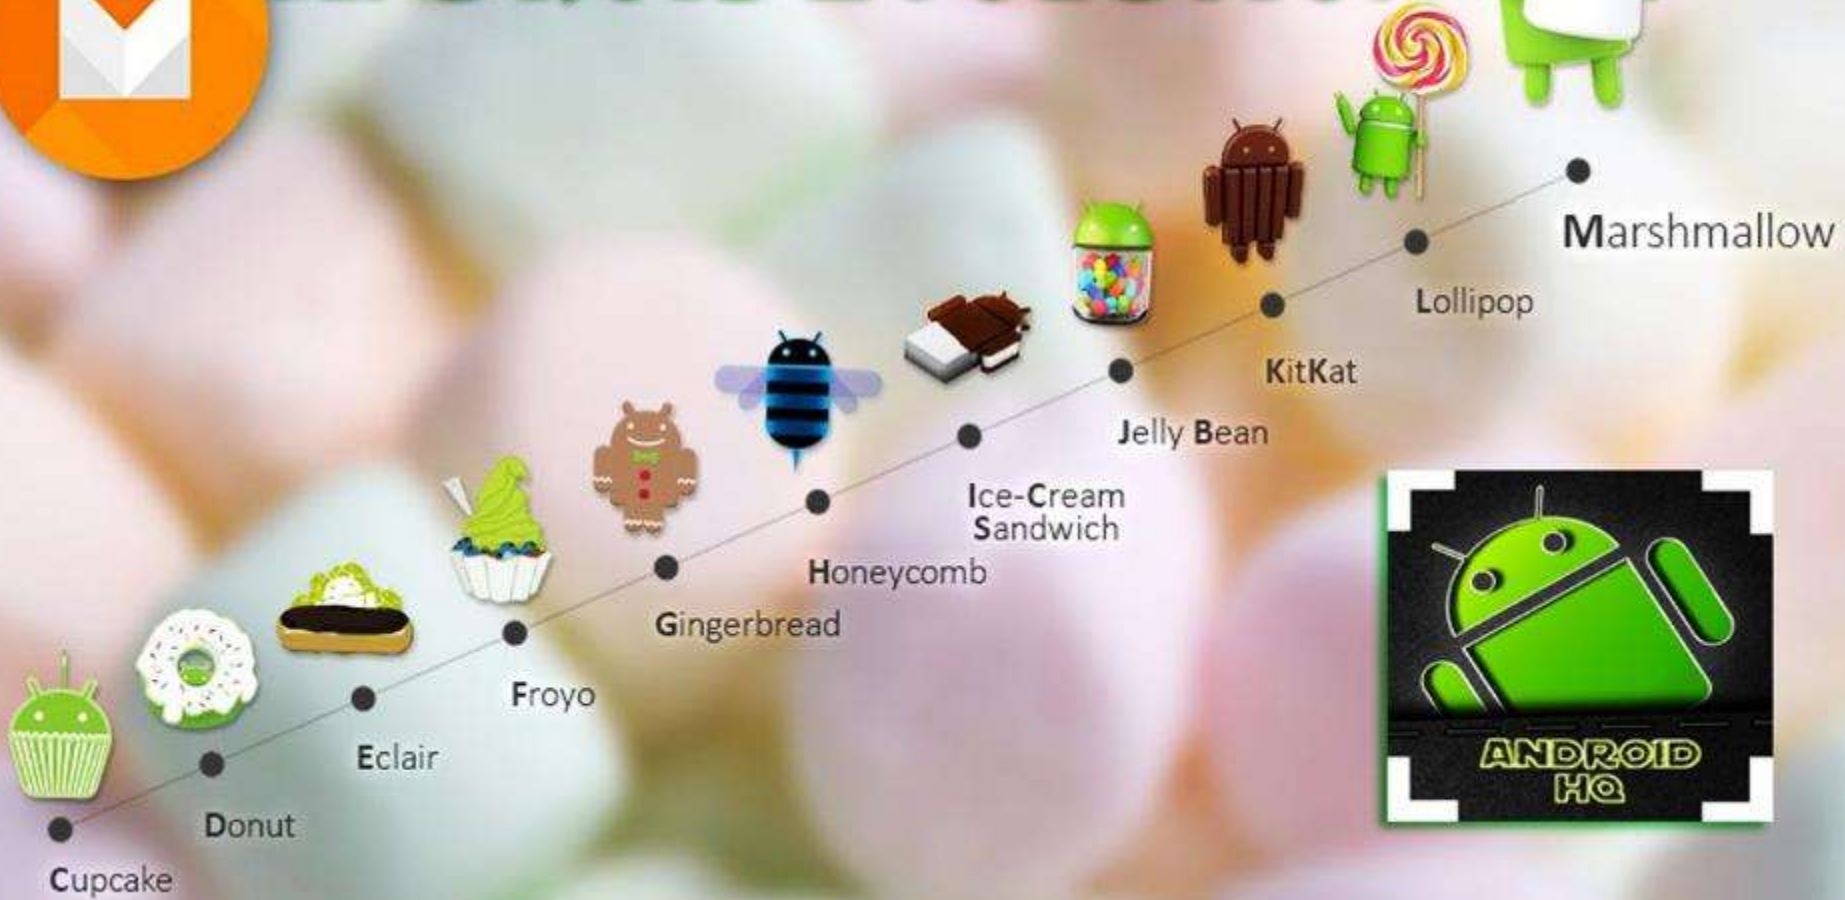 Marshmallow
Lollipop
KitKat
Jelly Bean
Ice-Cream
Sandwich
Honeycomb
Gingerbread
Froyo
Eclair
Donut
Cupcake
ANDROID
HQ